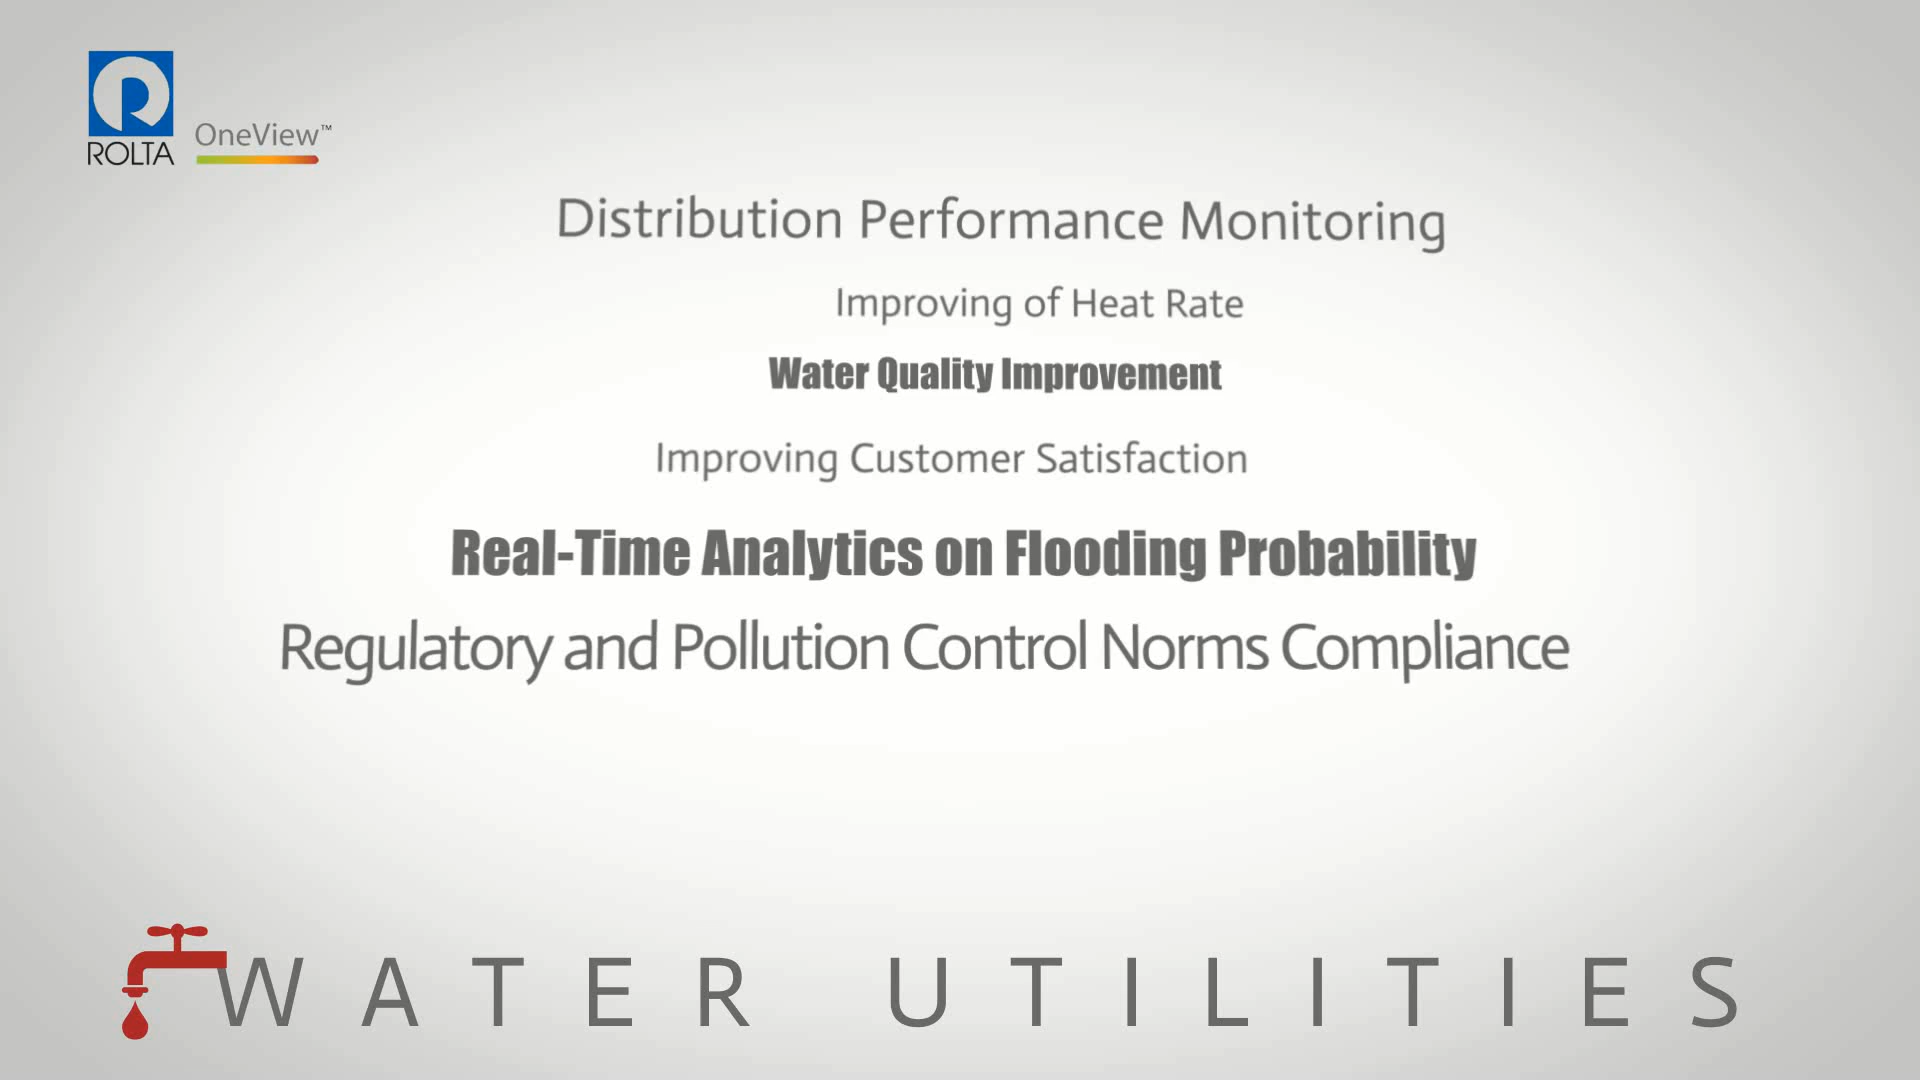 ROLTA
OneView™
Distribution Performance Monitoring
Improving of Heat Rate
Water Quality Improvement
Improving Customer Satisfaction
Real-Time Analytics on Flooding Probability
Regulatory and Pollution Control Norms Compliance
WATER UTILITIES